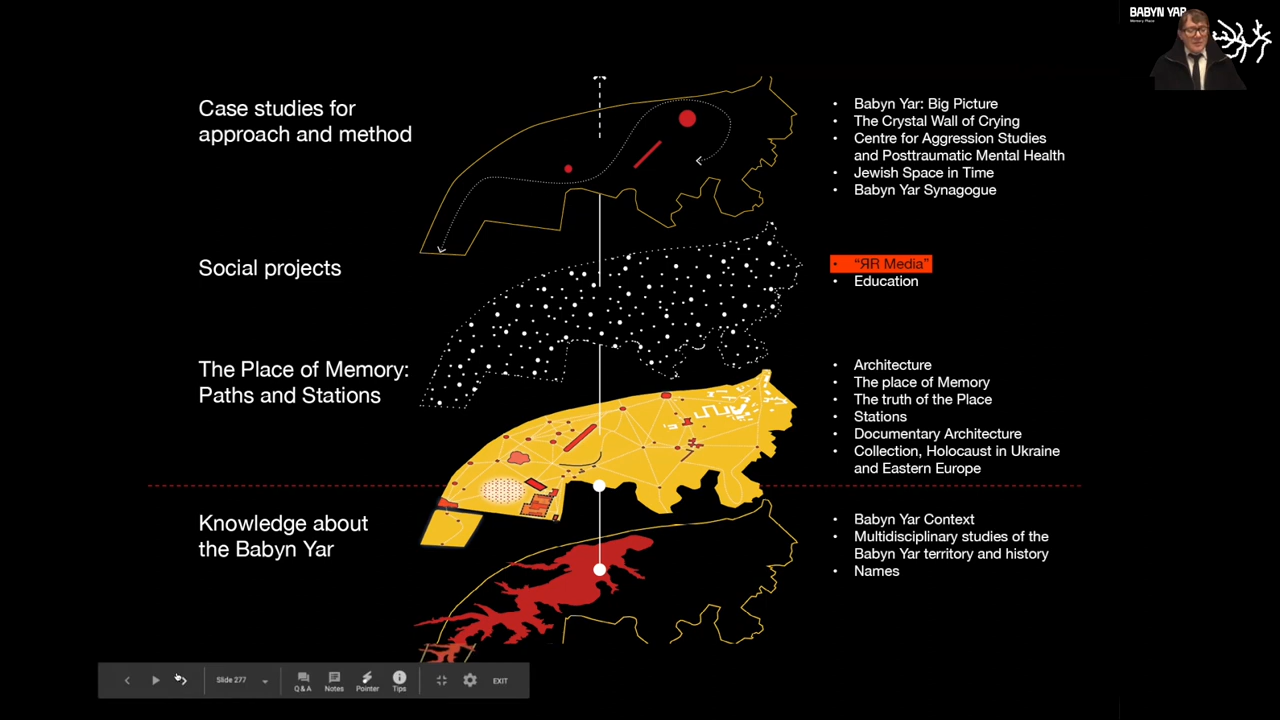 BABYN YAR
Memory Place
Case studies for
approach and method
• Babyn Yar: Big Picture
• The Crystal Wall of Crying
• Centre for Aggression Studies
and Posttraumatic Mental Health
• Jewish Space in Time
• Babyn Yar Synagogue
Social projects
• “ЯR Media”
• Education
The Place of Memory:
Paths and Stations
• Architecture
• The place of Memory
• The truth of the Place
• Stations
• Documentary Architecture
• Collection, Holocaust in Ukraine
and Eastern Europe
Knowledge about
the Babyn Yar
• Babyn Yar Context
• Multidisciplinary studies of the
Babyn Yar territory and history
• Names
Slide 277
Q & A
Notes
Pointer
Tips
EXIT